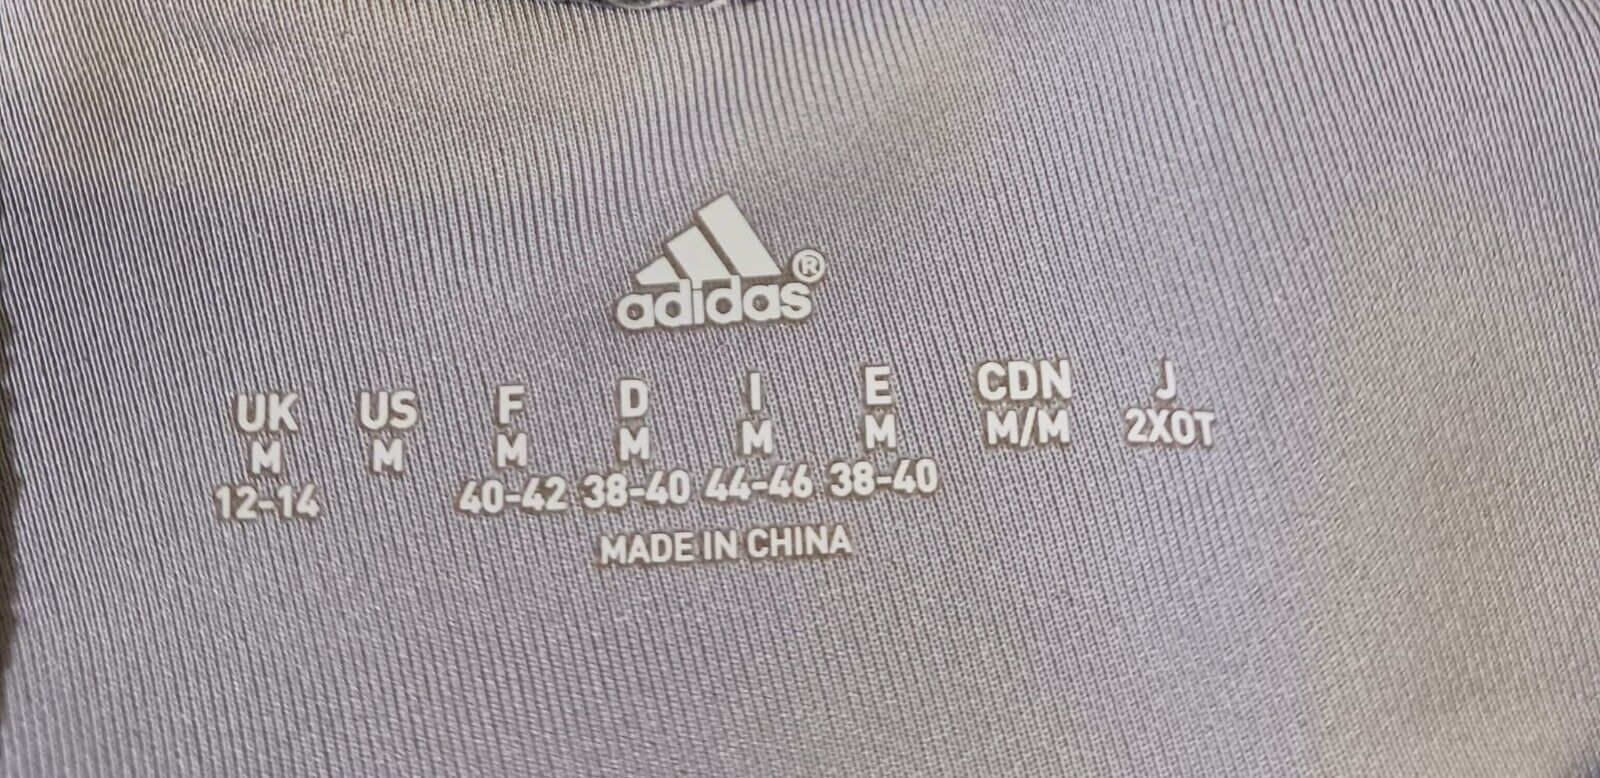 adidas®
UK US F D I E CDN J
M M M M M M M/M 2XOT
12-14 40-42 38-40 44-46 38-40
MADE IN CHINA